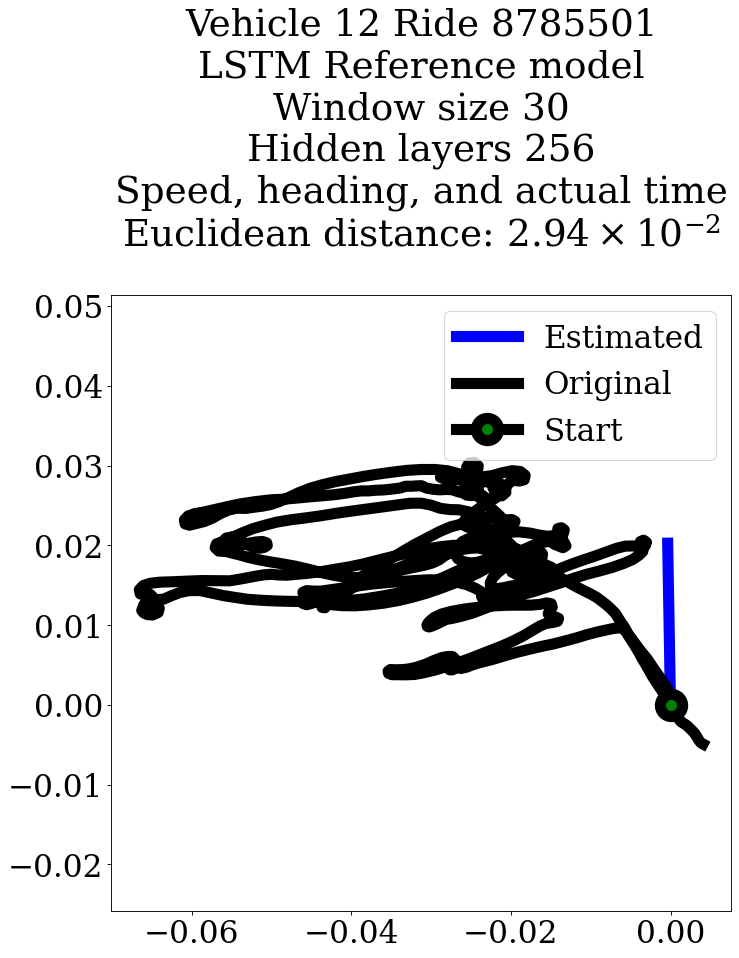 Vehicle 12 Ride 8785501
LSTM Reference model
Window size 30
Hidden layers 256
Speed, heading, and actual time
Euclidean distance: 2.94 × 10⁻²
0.05
0.04
0.03
0.02
0.01
0.00
−0.01
−0.02
Estimated
Original
Start
−0.06 −0.04 −0.02 0.00